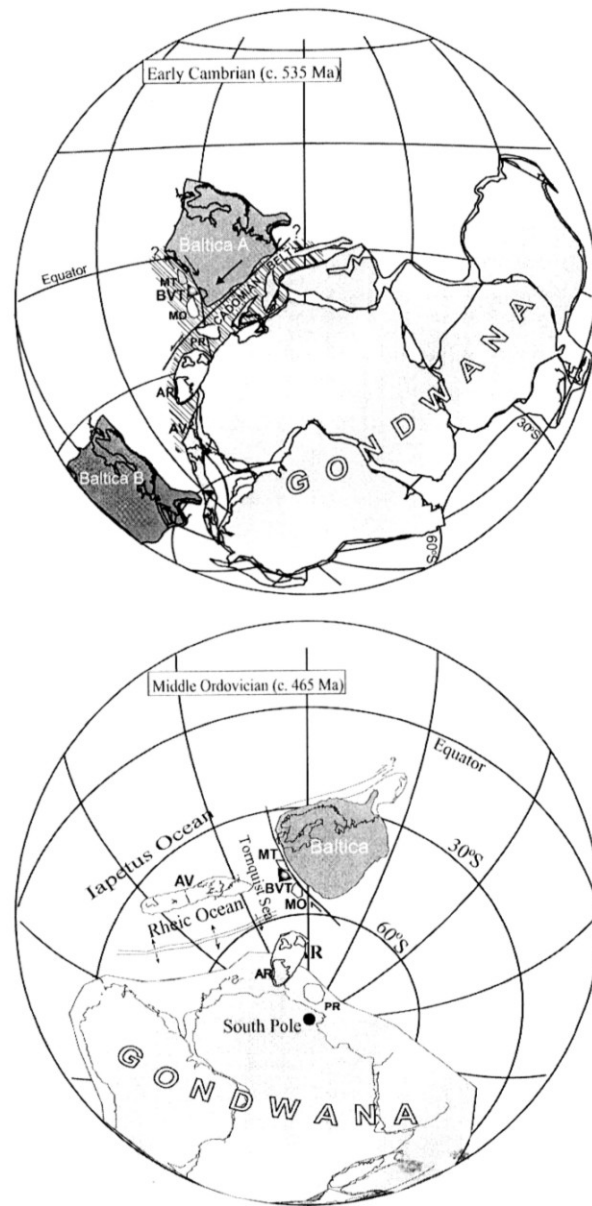 Early Cambrian (c. 535 Ma)
?
Baltica A
?
Equator
MT
BVT
MO
CADOMIAN BELT
PR
AR
AV
GONDWANA
30°S
Baltica B
60°S
Middle Ordovician (c. 465 Ma)
Equator
?
Iapetus Ocean
Baltica
30°S
Tornquist Sea
MT
AV
BVT
MO
Rheic Ocean
60°S
R
AR
PR
South Pole
GONDWANA